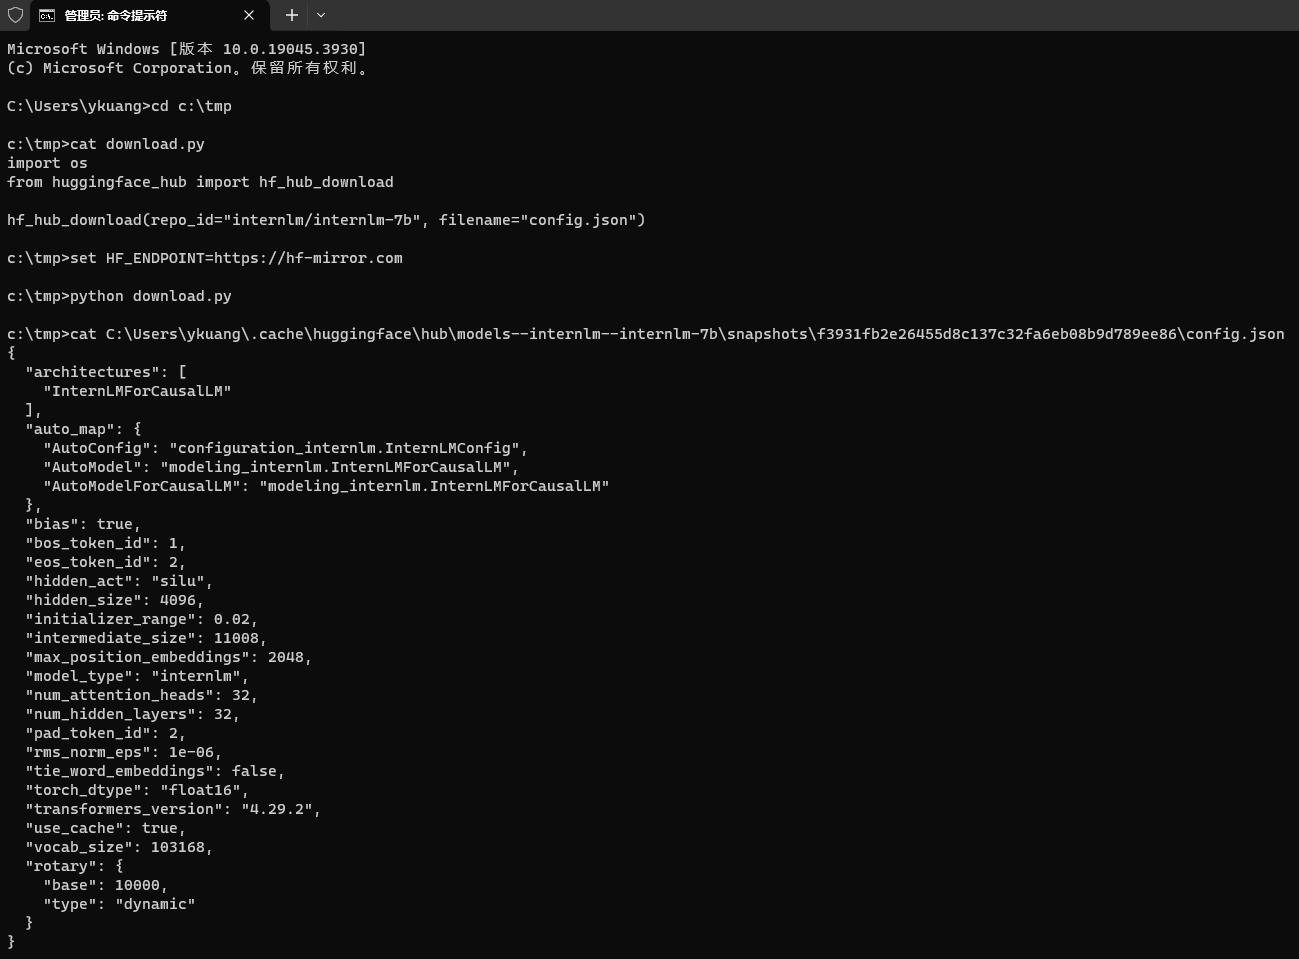 管理员: 命令提示符
Microsoft Windows [版本 10.0.19045.3930]
(c) Microsoft Corporation。保留所有权利。
C:\Users\ykuang>cd c:\tmp
c:\tmp>cat download.py
import os
from huggingface_hub import hf_hub_download
hf_hub_download(repo_id="internlm/internlm-7b", filename="config.json")
c:\tmp>set HF_ENDPOINT=https://hf-mirror.com
c:\tmp>python download.py
c:\tmp>cat C:\Users\ykuang\.cache\huggingface\hub\models--internlm--internlm-7b\snapshots\f3931fb2e26455d8c137c32fa6eb08b9d789ee86\config.json
{
  "architectures": [
    "InternLMForCausalLM"
  ],
  "auto_map": {
    "AutoConfig": "configuration_internlm.InternLMConfig",
    "AutoModel": "modeling_internlm.InternLMForCausalLM",
    "AutoModelForCausalLM": "modeling_internlm.InternLMForCausalLM"
  },
  "bias": true,
  "bos_token_id": 1,
  "eos_token_id": 2,
  "hidden_act": "silu",
  "hidden_size": 4096,
  "initializer_range": 0.02,
  "intermediate_size": 11008,
  "max_position_embeddings": 2048,
  "model_type": "internlm",
  "num_attention_heads": 32,
  "num_hidden_layers": 32,
  "pad_token_id": 2,
  "rms_norm_eps": 1e-06,
  "tie_word_embeddings": false,
  "torch_dtype": "float16",
  "transformers_version": "4.29.2",
  "use_cache": true,
  "vocab_size": 103168,
  "rotary": {
    "base": 10000,
    "type": "dynamic"
  }
}